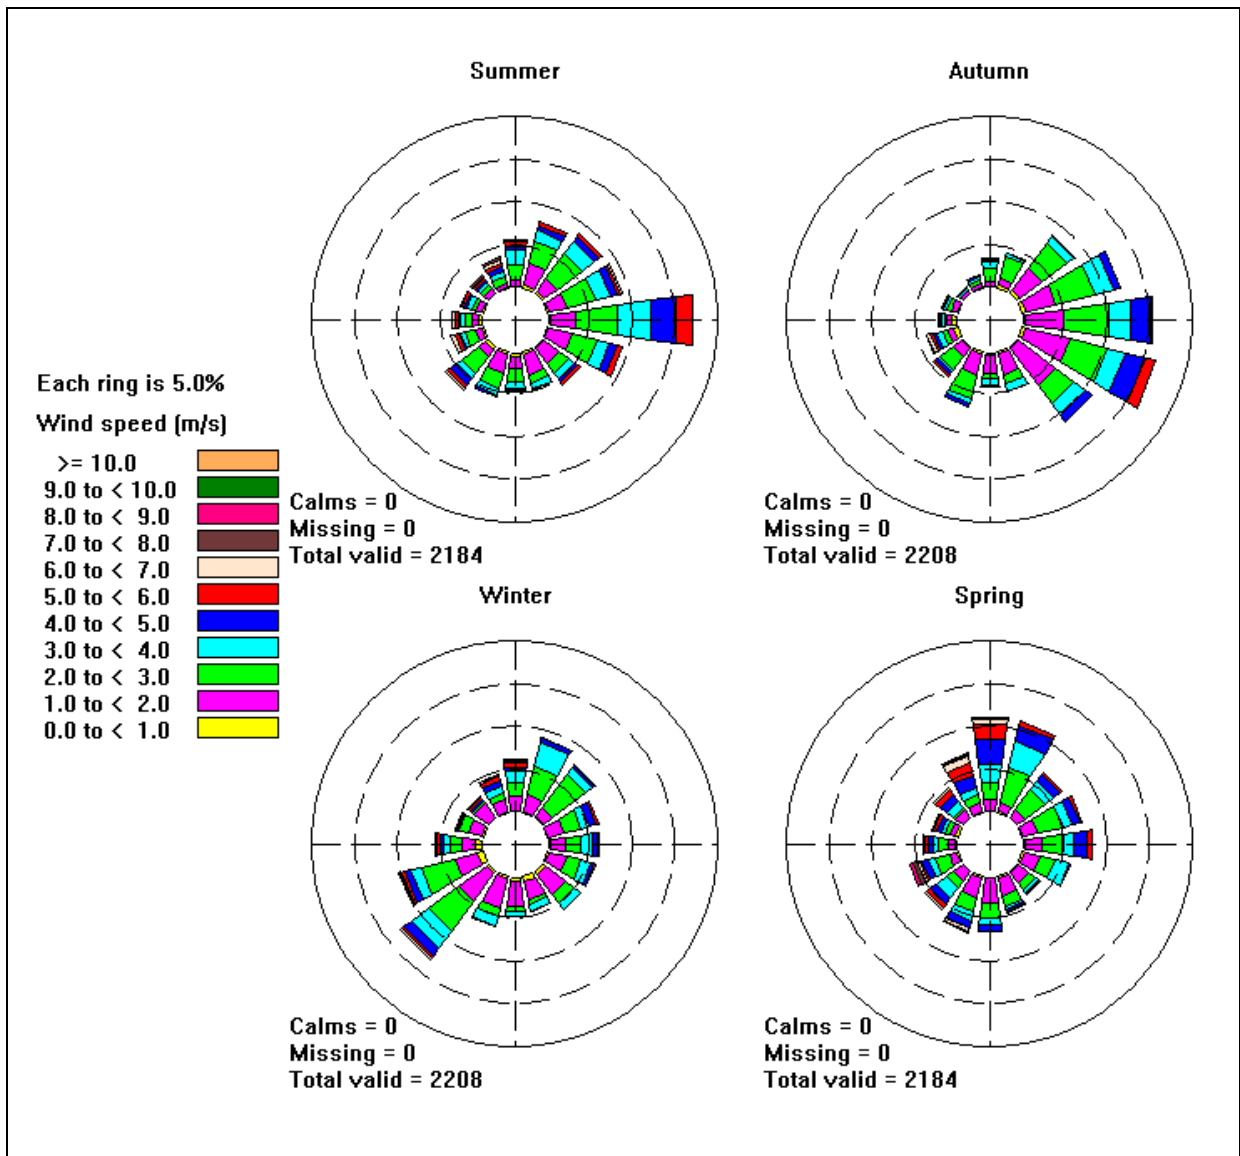 Summer
Autumn
Each ring is 5.0%
Wind speed (m/s)
>= 10.0
9.0 to < 10.0
8.0 to < 9.0
7.0 to < 8.0
6.0 to < 7.0
5.0 to < 6.0
4.0 to < 5.0
3.0 to < 4.0
2.0 to < 3.0
1.0 to < 2.0
0.0 to < 1.0
Calms = 0
Missing = 0
Total valid = 2184
Calms = 0
Missing = 0
Total valid = 2208
Winter
Spring
Calms = 0
Missing = 0
Total valid = 2208
Calms = 0
Missing = 0
Total valid = 2184